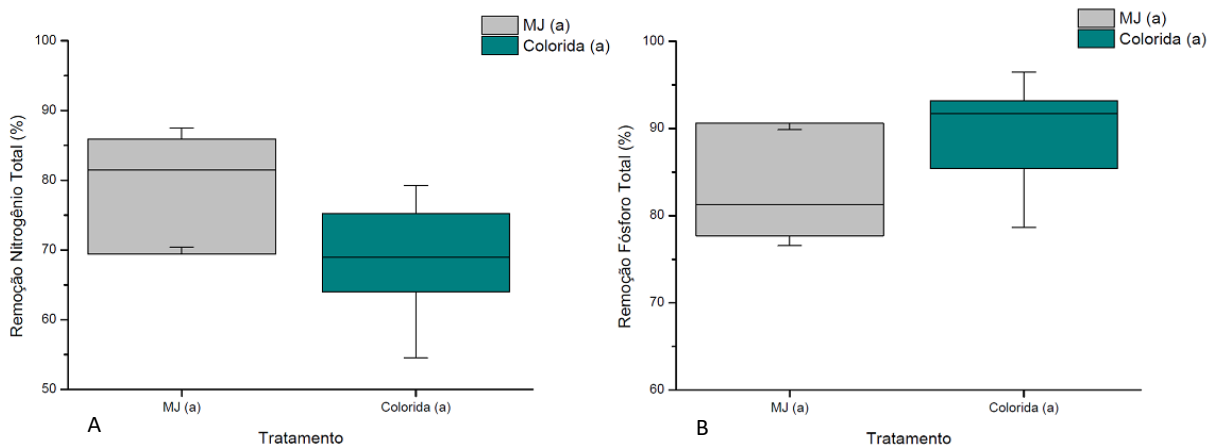 MJ (a)
Colorida (a)
100
90
80
70
60
50
Remoção Nitrogênio Total (%)
A
MJ (a)
Colorida (a)
Tratamento
MJ (a)
Colorida (a)
100
90
80
70
60
Remoção Fósforo Total (%)
B
MJ (a)
Colorida (a)
Tratamento